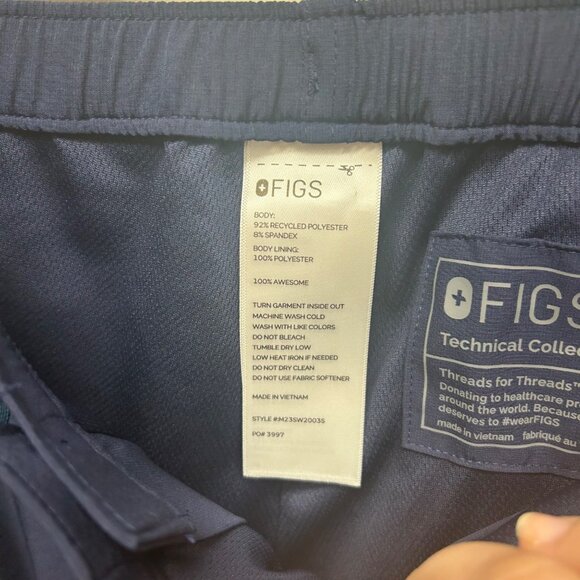 FIGS
BODY:
92% RECYCLED POLYESTER
8% SPANDEX
BODY LINING:
100% POLYESTER
100% AWESOME
TURN GARMENT INSIDE OUT
MACHINE WASH COLD
WASH WITH LIKE COLORS
DO NOT BLEACH
TUMBLE DRY LOW
LOW HEAT IRON IF NEEDED
DO NOT DRY CLEAN
DO NOT USE FABRIC SOFTENER
MADE IN VIETNAM
STYLE #:M23SW2003S
PO# 3997
FIGS
Technical Collec
Threads for Threads™
Donating to healthcare pro
around the world. Because
deserves to #wearFIGS
made in vietnam fabriqué au